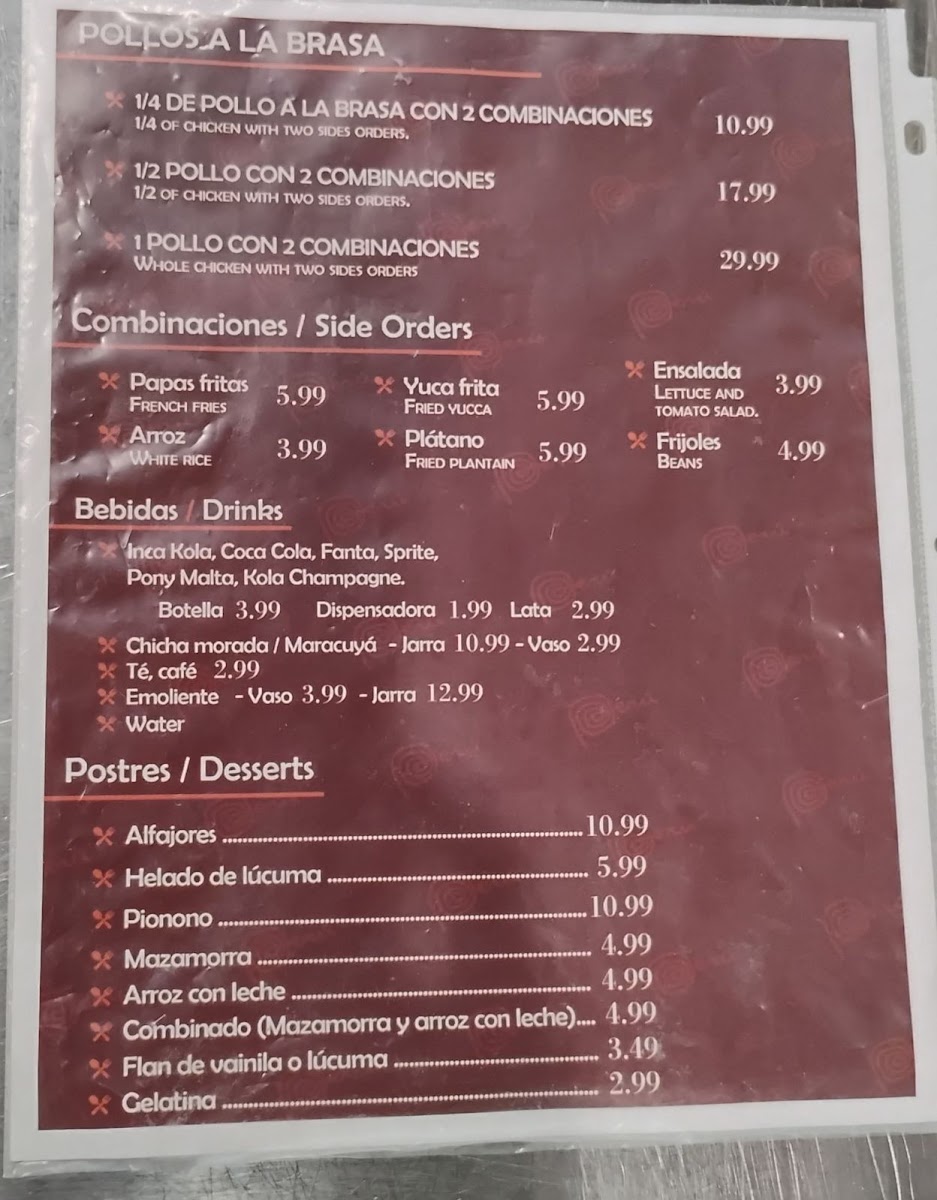 POLLOS A LA BRASA
1/4 DE POLLO A LA BRASA CON 2 COMBINACIONES 10.99
1/4 OF CHICKEN WITH TWO SIDES ORDERS.
1/2 POLLO CON 2 COMBINACIONES 17.99
1/2 OF CHICKEN WITH TWO SIDES ORDERS.
1 POLLO CON 2 COMBINACIONES 29.99
WHOLE CHICKEN WITH TWO SIDES ORDERS
Combinaciones / Side Orders
Papas fritas 5.99
FRENCH FRIES
Yuca frita 5.99
FRIED YUCCA
Ensalada 3.99
LETTUCE AND
TOMATO SALAD.
Arroz 3.99
WHITE RICE
Plátano 5.99
FRIED PLANTAIN
Frijoles 4.99
BEANS
Bebidas / Drinks
Inca Kola, Coca Cola, Fanta, Sprite,
Pony Malta, Kola Champagne.
Botella 3.99 Dispensadora 1.99 Lata 2.99
Chicha morada / Maracuyá - Jarra 10.99 - Vaso 2.99
Té, café 2.99
Emoliente - Vaso 3.99 - Jarra 12.99
Water
Postres / Desserts
Alfajores 10.99
Helado de lúcuma 5.99
Pionono 10.99
Mazamorra 4.99
Arroz con leche 4.99
Combinado (Mazamorra y arroz con leche).... 4.99
Flan de vainila o lúcuma 3.49
Gelatina 2.99